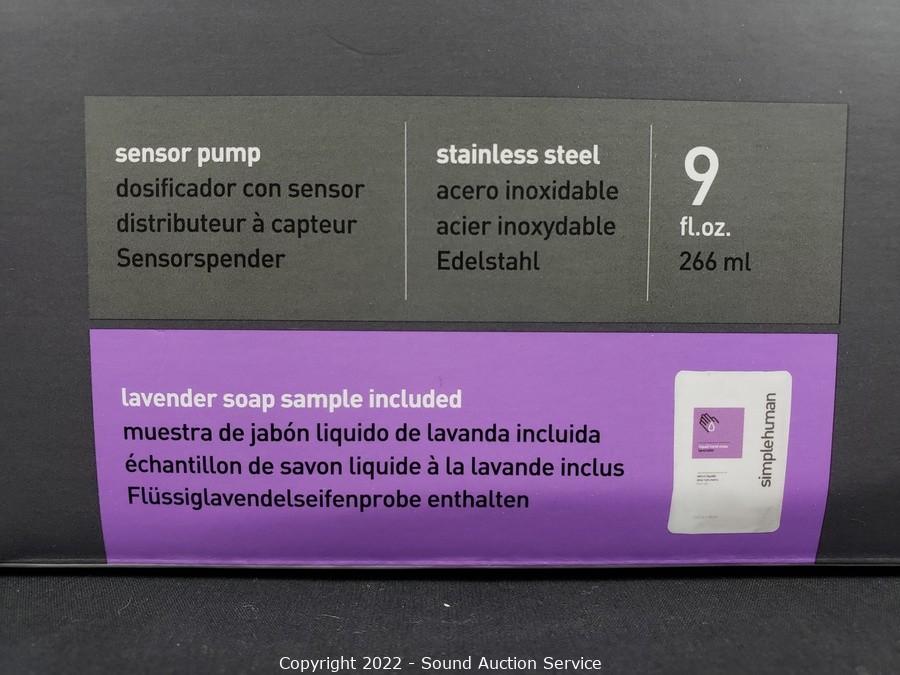 sensor pump
dosificador con sensor
distributeur à capteur
Sensorspender
stainless steel
acero inoxidable
acier inoxydable
Edelstahl
9
fl.oz.
266 ml
lavender soap sample included
muestra de jabón liquido de lavanda incluida
échantillon de savon liquide à la lavande inclus
Flüssiglavendelseifenprobe enthalten
simplehuman
Copyright 2022 - Sound Auction Service